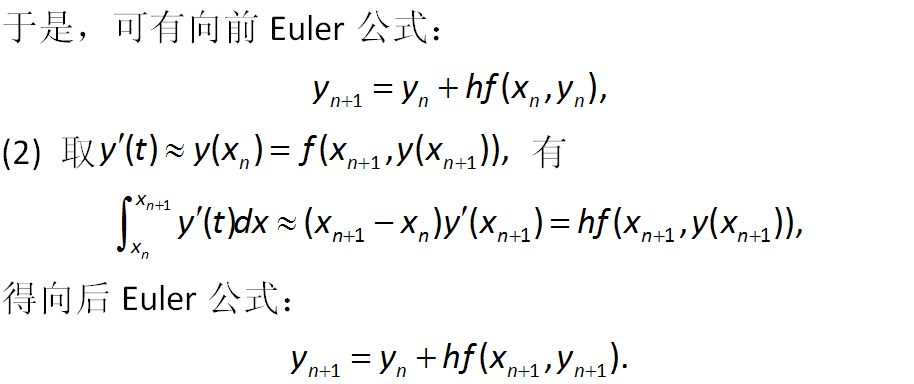 于是，可有向前 Euler 公式：
y_{n+1} = y_n + hf(x_n, y_n),
(2) 取y′(t) ≈ y(x_n) = f(x_{n+1}, y(x_{n+1})), 有
∫_{x_n}^{x_{n+1}} y′(t)dx ≈ (x_{n+1} − x_n)y′(x_{n+1}) = hf(x_{n+1}, y(x_{n+1})),
得向后 Euler 公式：
y_{n+1} = y_n + hf(x_{n+1}, y_{n+1}).